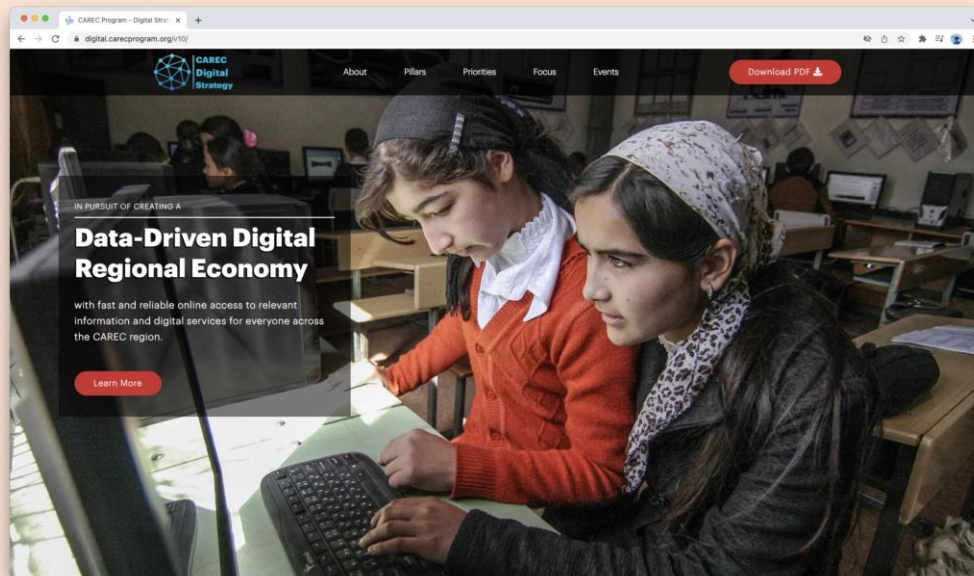 CAREC Program - Digital Strat
digital.carecprogram.org/v10/
CAREC
Digital
Strategy
About
Pillars
Priorities
Focus
Events
Download PDF
IN PURSUIT OF CREATING A
Data-Driven Digital
Regional Economy
with fast and reliable online access to relevant
information and digital services for everyone across
the CAREC region.
Learn More